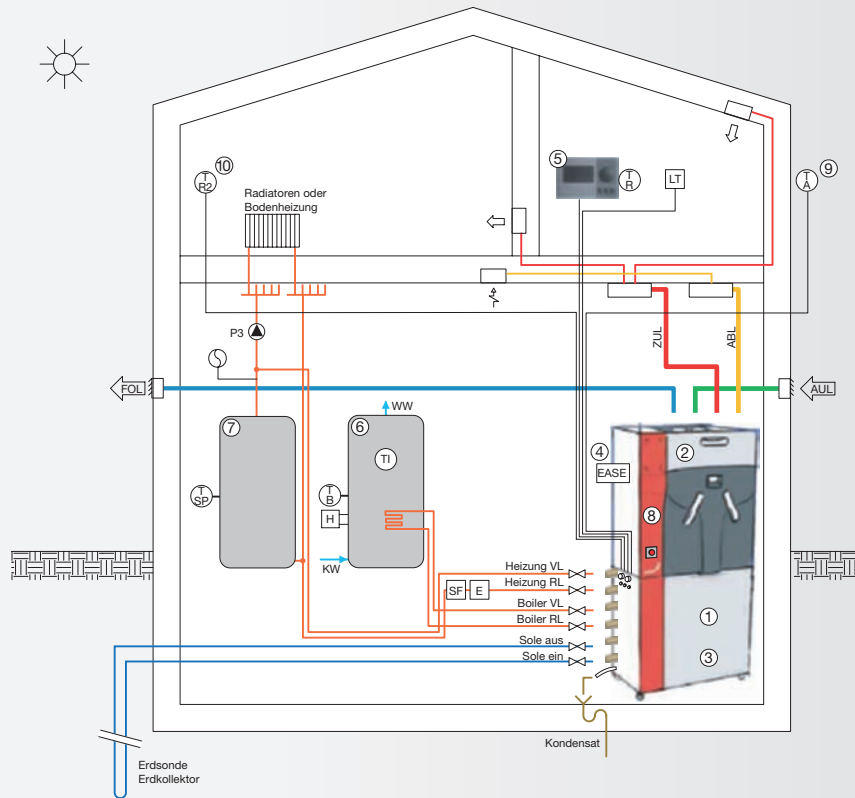 10
T
R2
Radiatoren oder
Bodenheizung
5
T
R
LT
T
A
9
P3
ZUL
ABL
FOL
AUL
WW
7
6
TI
2
4
EASE
T
SP
T
B
H
8
KW
Heizung VL
Heizung RL
SF
E
Boiler VL
Boiler RL
1
Sole aus
Sole ein
3
Kondensat
Erdsonde
Erdkollektor